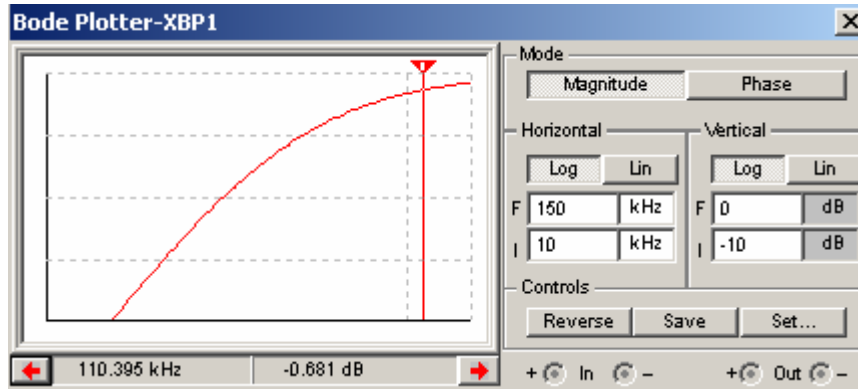 Bode Plotter-XBP1
Mode
Magnitude Phase
Horizontal Vertical
Log Lin Log Lin
F 150 kHz F 0 dB
I 10 kHz I -10 dB
Controls
Reverse Save Set...
110.395 kHz -0.681 dB
+ In - + Out -